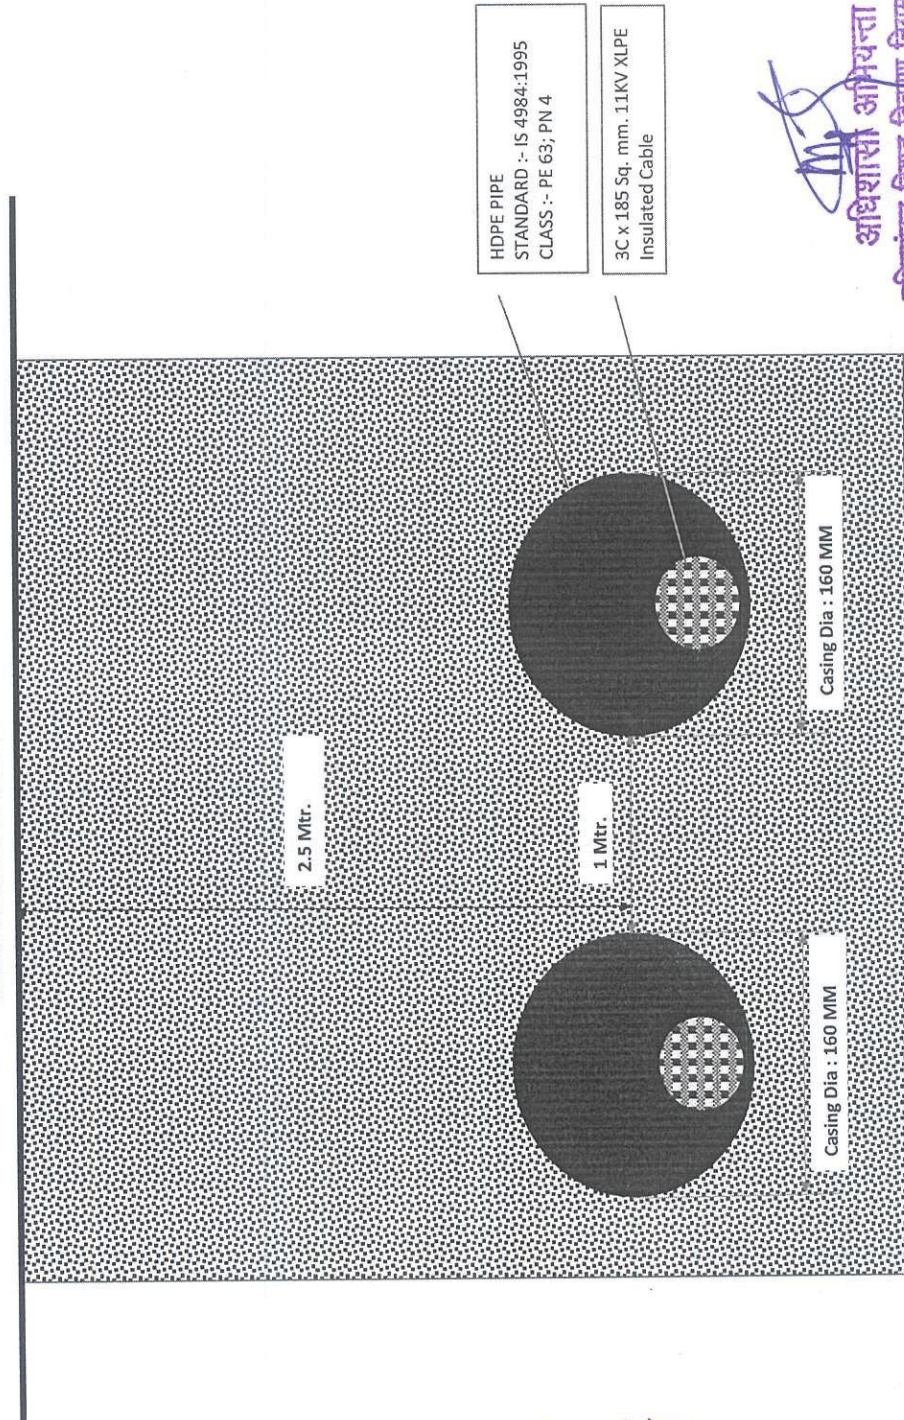 HDPE PIPE
STANDARD :- IS 4984:1995
CLASS :- PE 63; PN 4
3C x 185 Sq. mm. 11KV XLPE
Insulated Cable
2.5 Mtr.
1 Mtr.
Casing Dia : 160 MM
Casing Dia : 160 MM
अधिशासी अभियन्ता